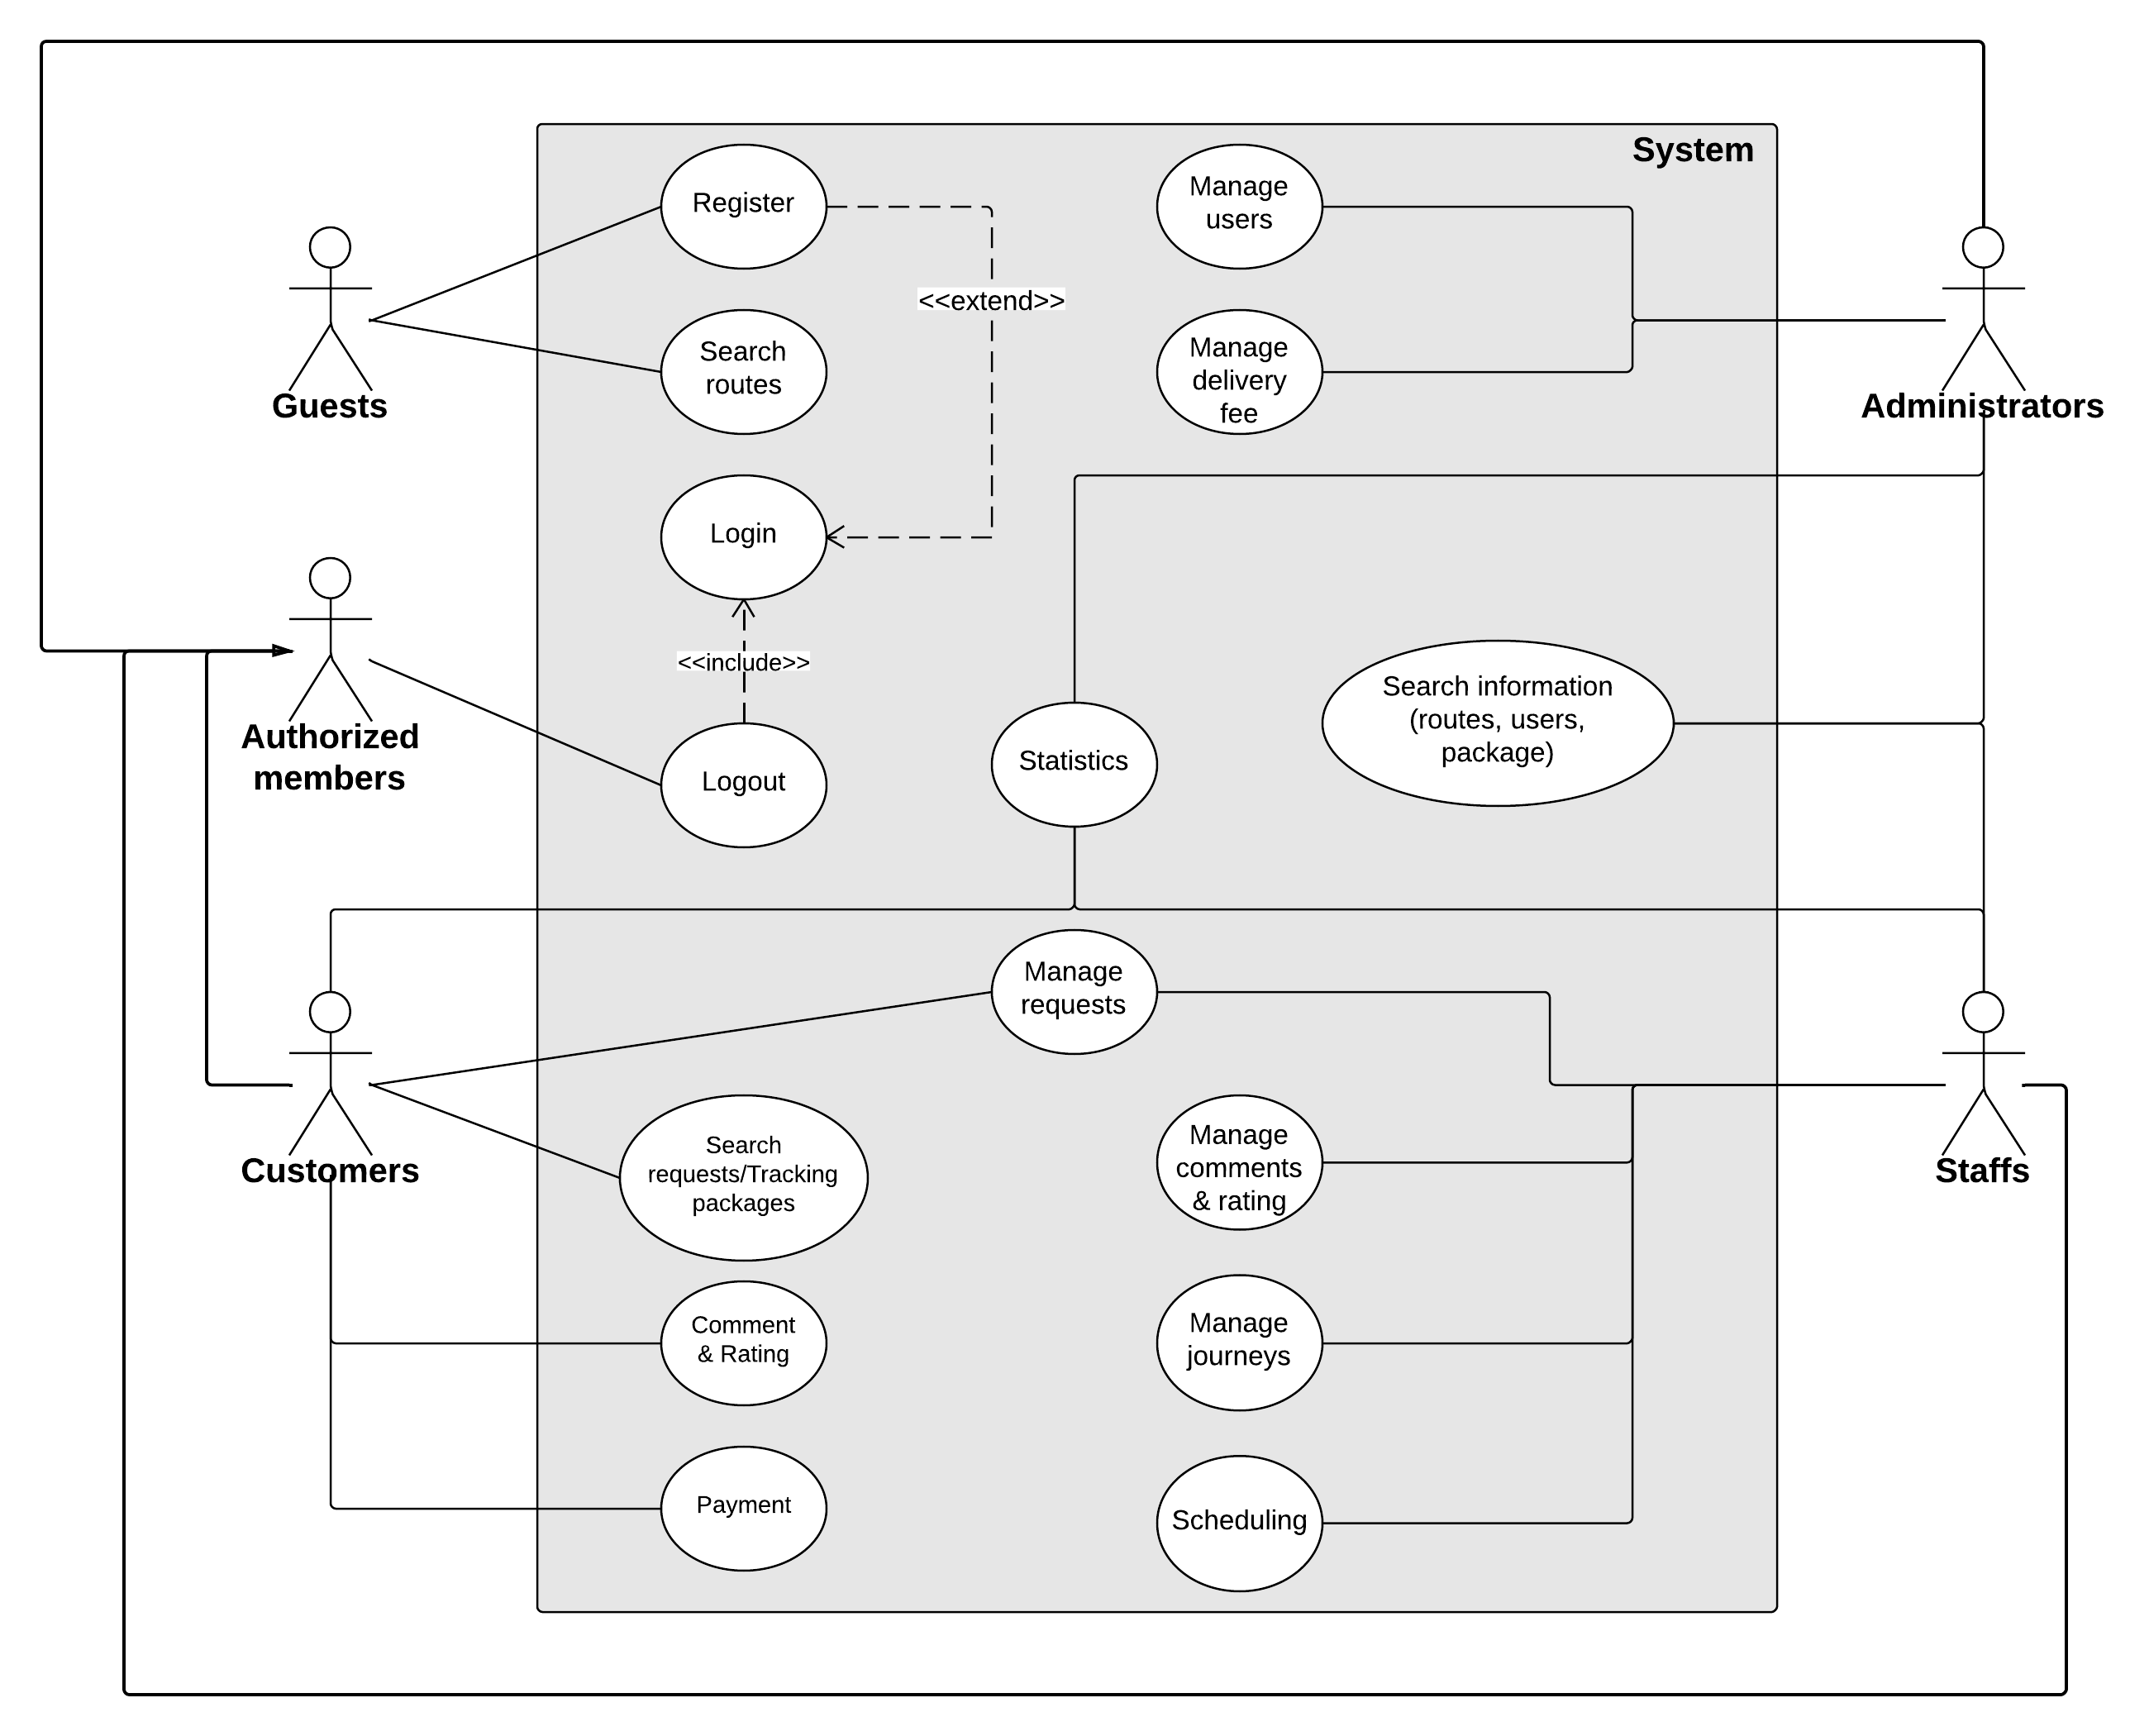 System
Register
Manage
users
<<extend>>
Search
routes
Manage
delivery
fee
Guests
Administrators
Login
<<include>>
Authorized
members
Logout
Statistics
Search information
(routes, users,
package)
Manage
requests
Customers
Search
requests/Tracking
packages
Manage
comments
& rating
Staffs
Comment
& Rating
Manage
journeys
Payment
Scheduling